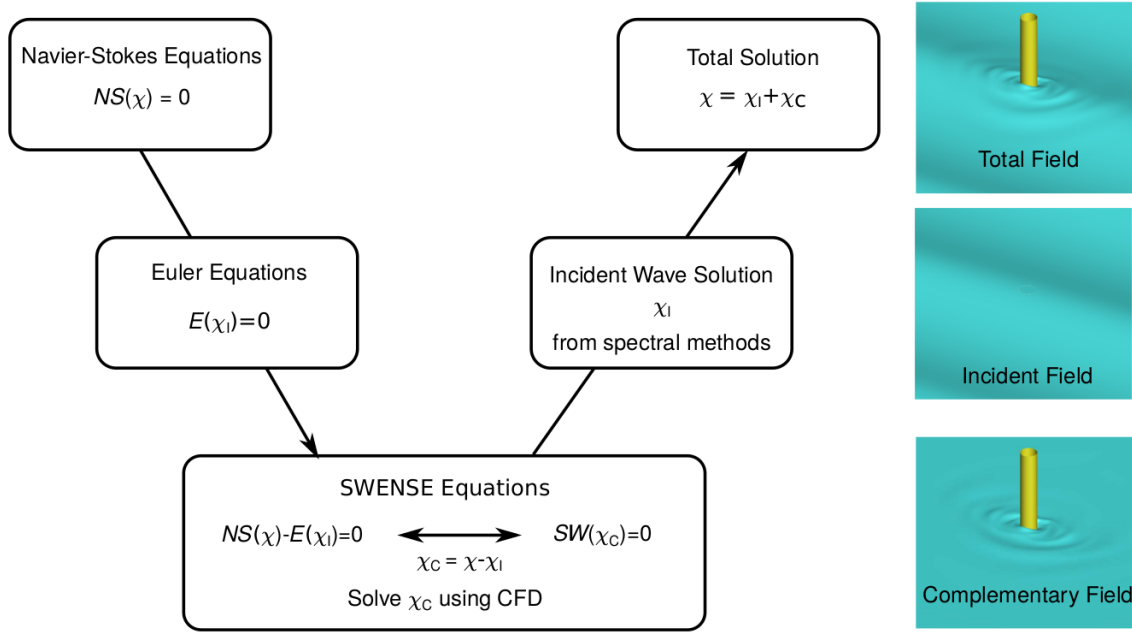 Navier-Stokes Equations
NS(χ) = 0
Euler Equations
E(χI)=0
SWENSE Equations
NS(χ)-E(χI)=0
SW(χC)=0
χC = χ-χI
Solve χC using CFD
Incident Wave Solution
χI
from spectral methods
Total Solution
χ = χI+χC
Total Field
Incident Field
Complementary Field